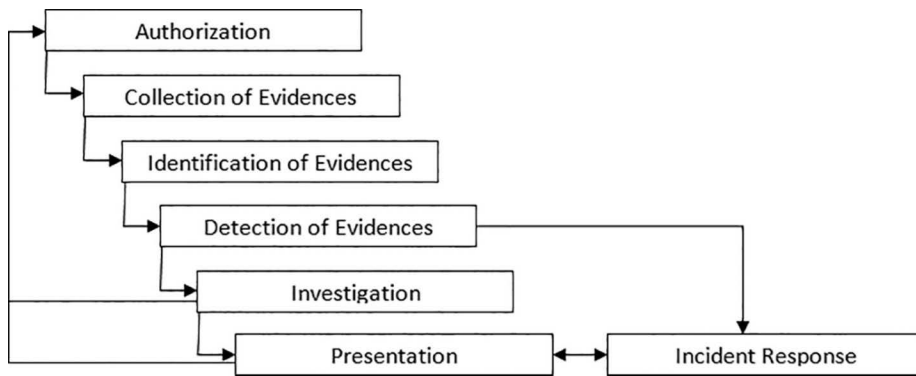 Authorization
Collection of Evidences
Identification of Evidences
Detection of Evidences
Investigation
Presentation
Incident Response